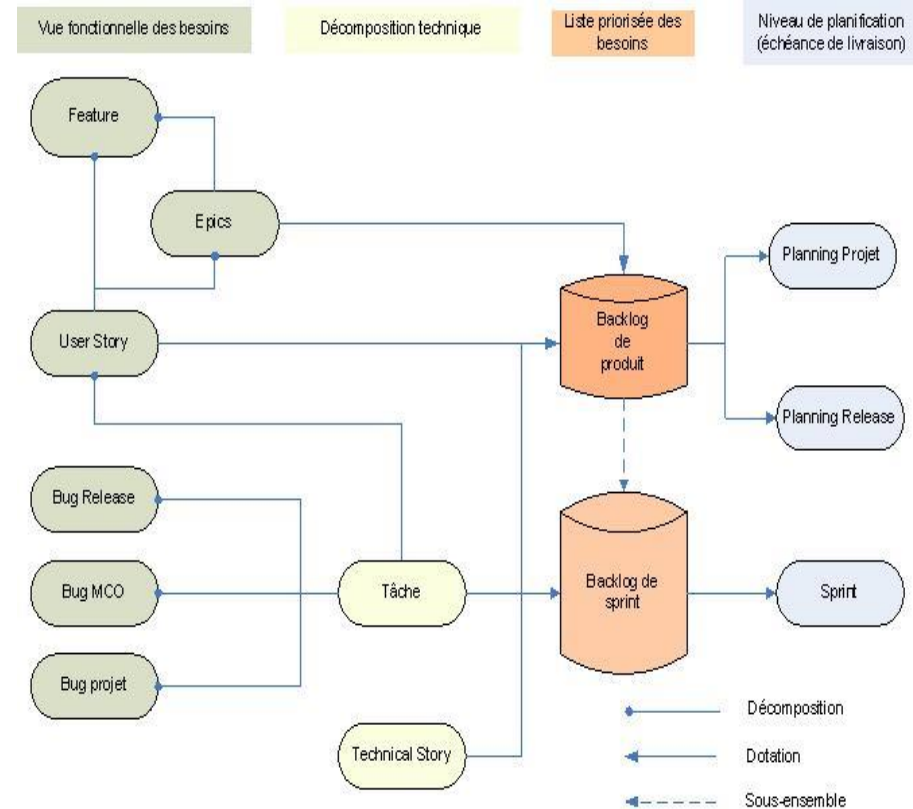 Vue fonctionnelle des besoins
Décomposition technique
Liste priorisée des
besoins
Niveau de planification
(échéance de livraison)
Feature
Epics
User Story
Backlog
de
produit
Planning Projet
Planning Release
Bug Release
Bug MCO
Bug projet
Tâche
Backlog de
sprint
Sprint
Technical Story
Décomposition
Dotation
Sous-ensemble